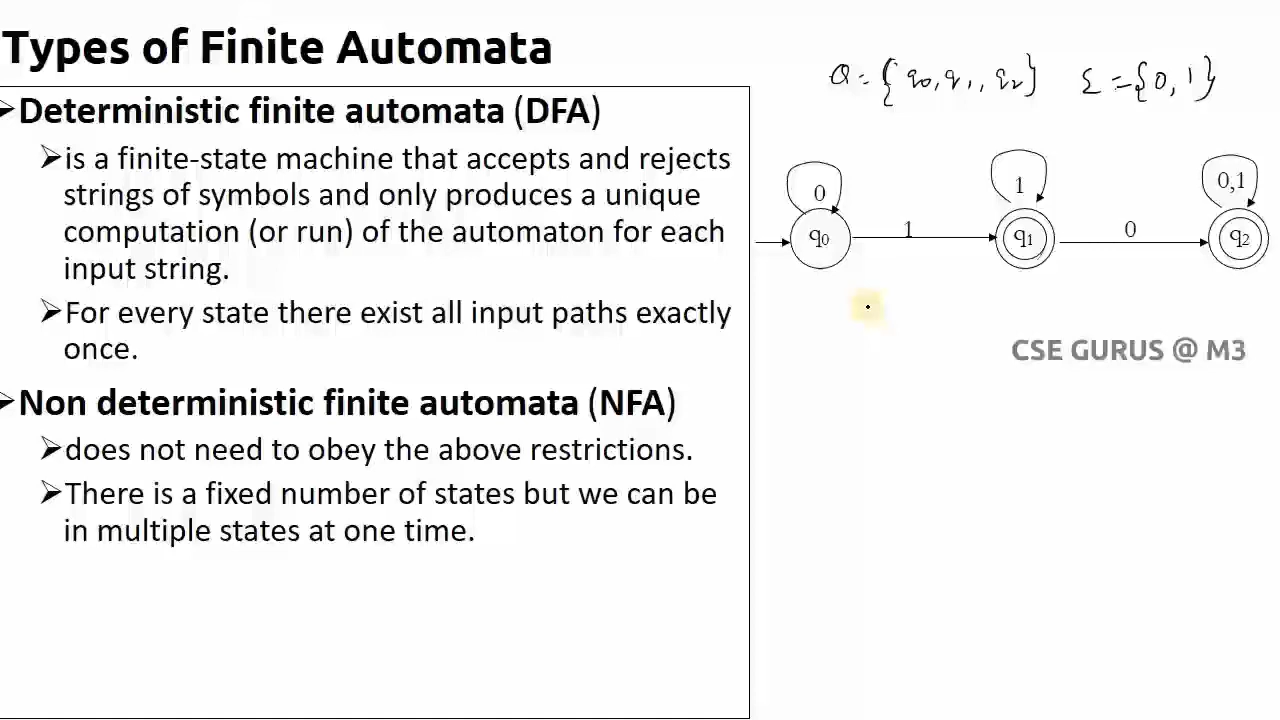 Types of Finite Automata
➢Deterministic finite automata (DFA)
➢is a finite-state machine that accepts and rejects
strings of symbols and only produces a unique
computation (or run) of the automaton for each
input string.
➢For every state there exist all input paths exactly
once.
➢Non deterministic finite automata (NFA)
➢does not need to obey the above restrictions.
➢There is a fixed number of states but we can be
in multiple states at one time.
Q = {q0, q1, q2} Σ = {0, 1}
0 1 0,1
q0 1 q1 0 q2
CSE GURUS @ M3